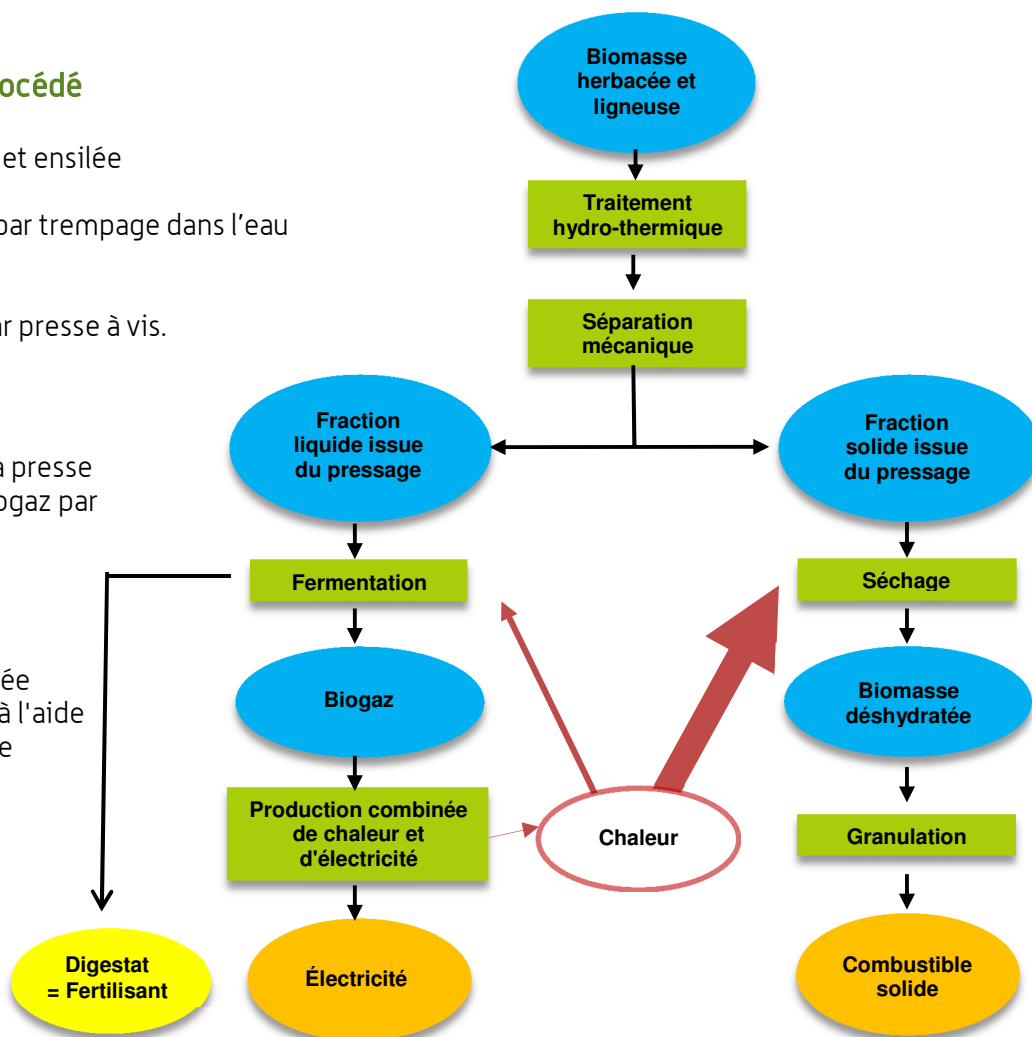 océdé
et ensilée
par trempage dans l'eau
r presse à vis.
a presse
ogaz par
ée
à l'aide
e
Biomasse
herbacée et
ligneuse
Traitement
hydro-thermique
Séparation
mécanique
Fraction
liquide issue
du pressage
Fraction
solide issue
du pressage
Fermentation
Séchage
Biogaz
Biomasse
déshydratée
Production combinée
de chaleur et
d'électricité
Chaleur
Granulation
Digestat
= Fertilisant
Électricité
Combustible
solide